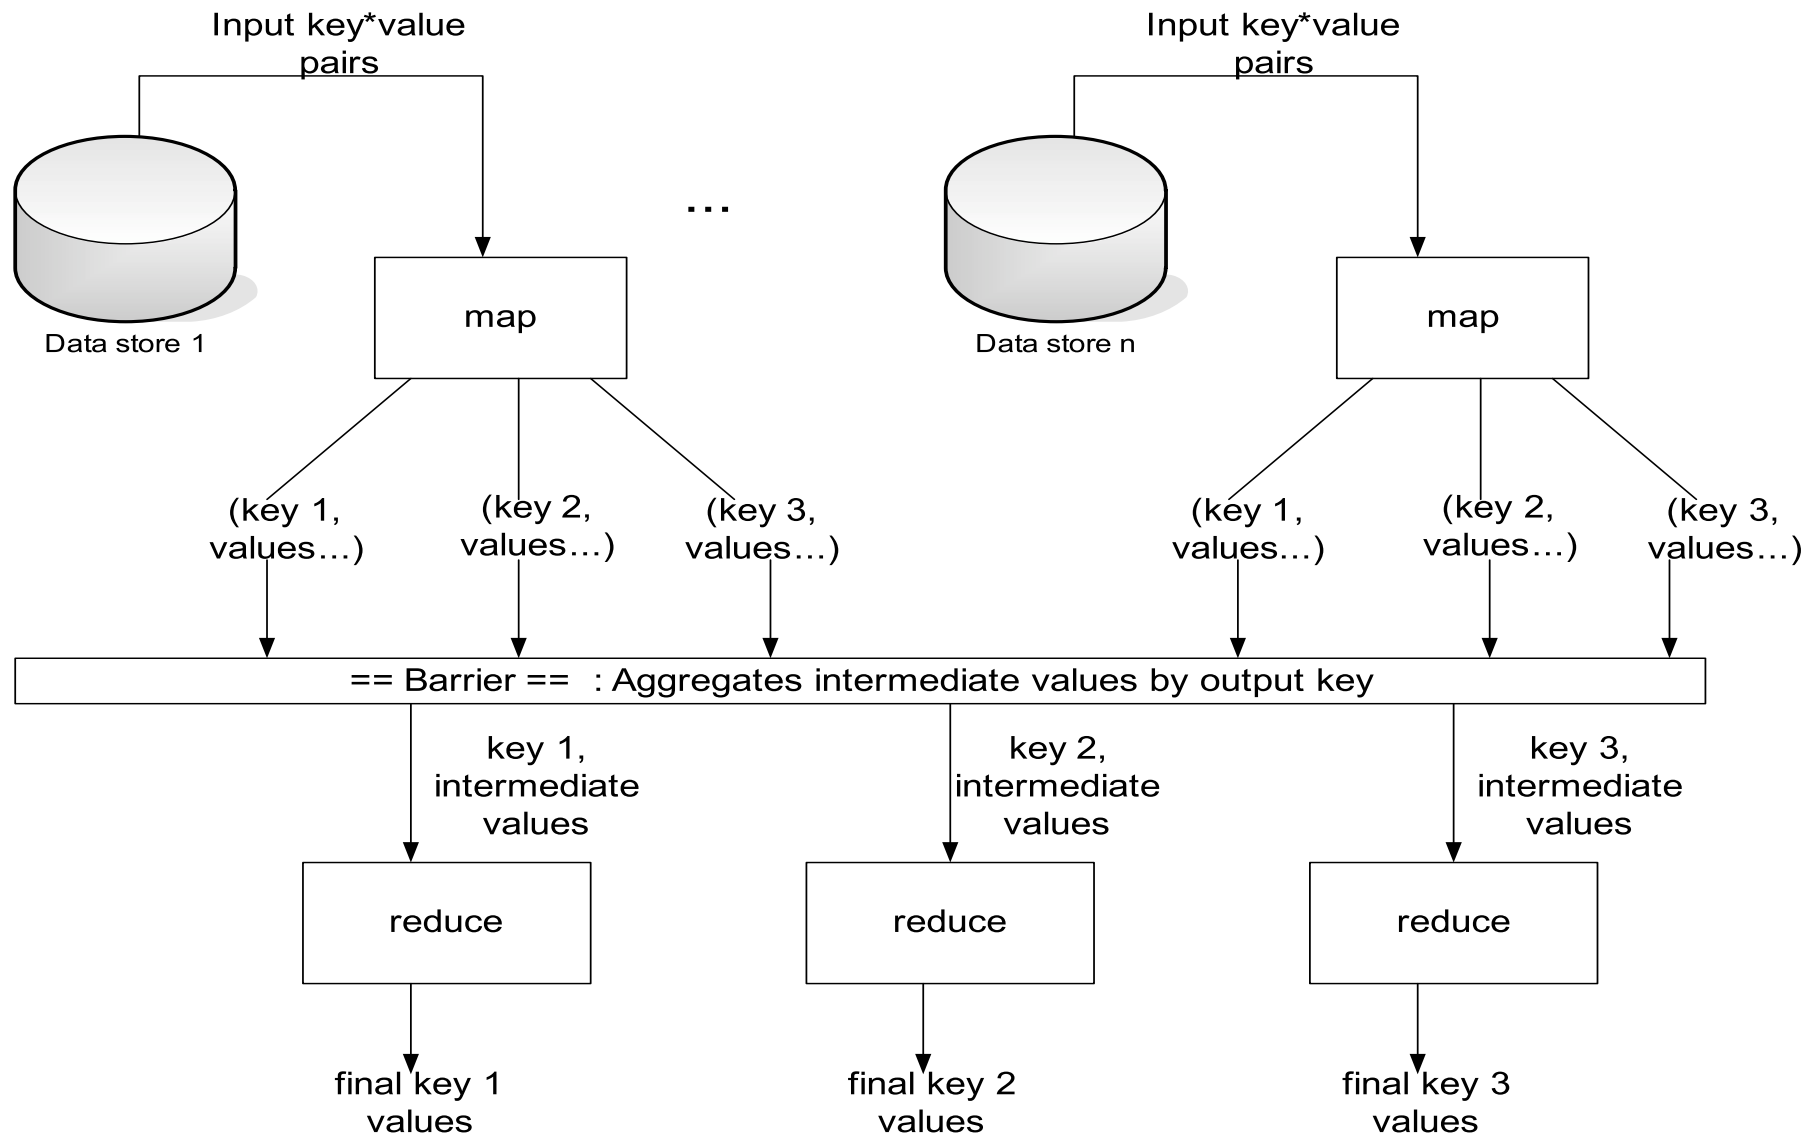 Input key*value
pairs
Input key*value
pairs
...
Data store 1
map
Data store n
map
(key 1,
values...)
(key 2,
values...)
(key 3,
values...)
(key 1,
values...)
(key 2,
values...)
(key 3,
values...)
== Barrier == : Aggregates intermediate values by output key
key 1,
intermediate
values
key 2,
intermediate
values
key 3,
intermediate
values
reduce
reduce
reduce
final key 1
values
final key 2
values
final key 3
values